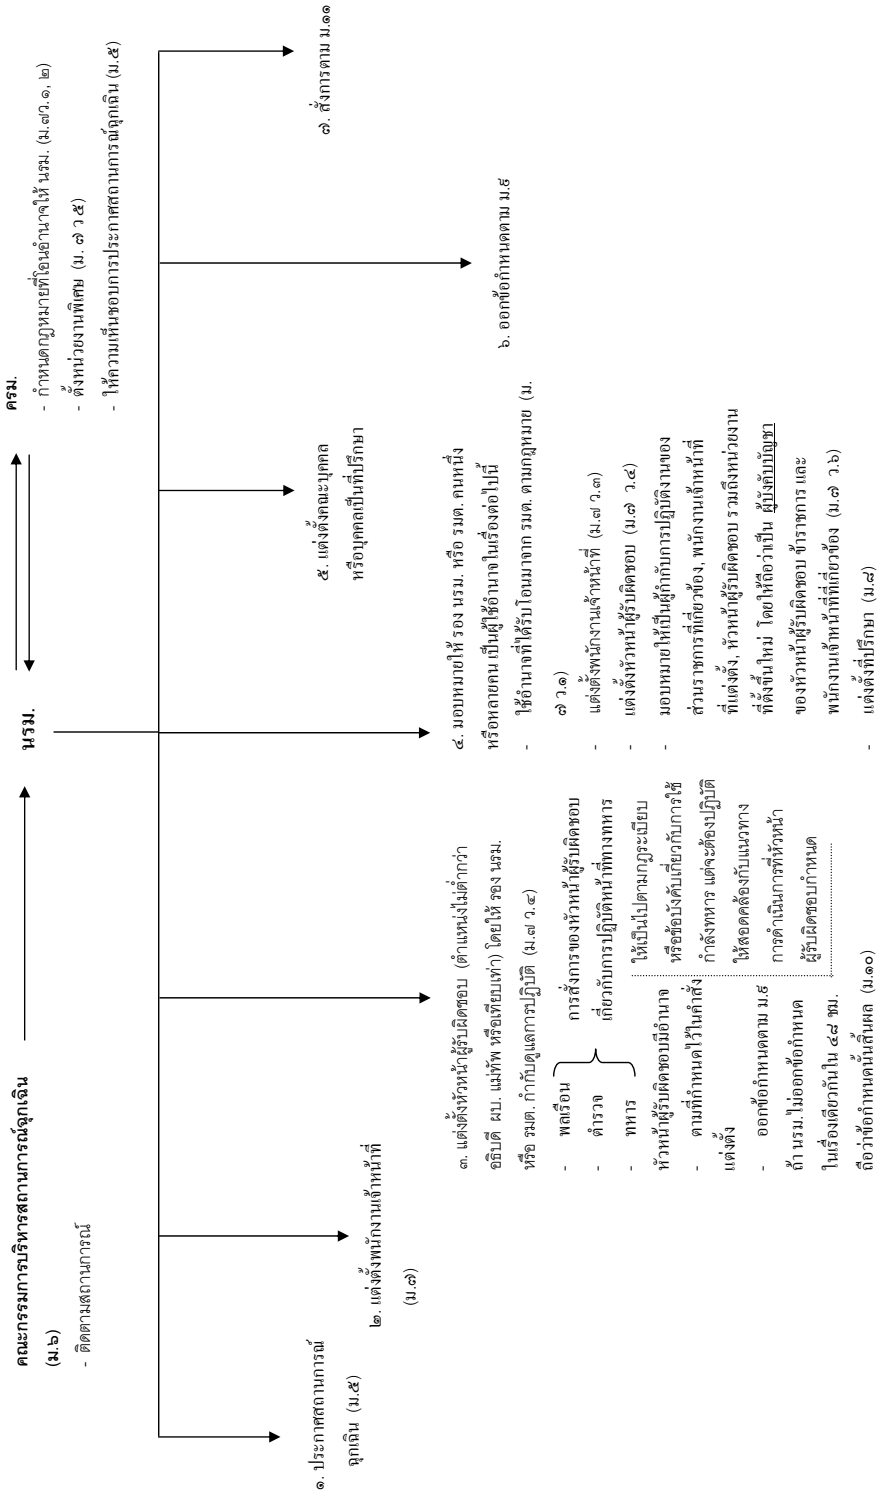 คณะกรรมการบริหารสถานการณ์ฉุกเฉิน
(ม.๖)
- ติดตามสถานการณ์
นรม.
ครม.
- กำหนดกฎหมายที่โอนอำนาจให้ นรม. (ม.๗ว.๑, ๒)
- ตั้งหน่วยงานพิเศษ (ม. ๗ ว ๕)
- ให้ความเห็นชอบการประกาศสถานการณ์ฉุกเฉิน (ม.๕)
๑. ประกาศสถานการณ์
ฉุกเฉิน (ม.๕)
๒. แต่งตั้งพนักงานเจ้าหน้าที่
(ม.๗)
๓. แต่งตั้งหัวหน้าผู้รับผิดชอบ (ตำแหน่งไม่ต่ำกว่า
อธิบดี ผบ. แม่ทัพ หรือเทียบเท่า) โดยให้ รอง นรม.
หรือ รมต. กำกับดูแลการปฏิบัติ (ม.๗ ว.๔)
- พลเรือน
- ตำรวจ
- ทหาร
การสั่งการของหัวหน้าผู้รับผิดชอบ
เกี่ยวกับการปฏิบัติหน้าที่ทางทหาร
ให้เป็นไปตามกฎระเบียบ
หรือข้อบังคับเกี่ยวกับการใช้
กำลังทหาร แต่จะต้องปฏิบัติ
ให้สอดคล้องกับแนวทาง
การดำเนินการที่หัวหน้า
ผู้รับผิดชอบกำหนด
หัวหน้าผู้รับผิดชอบมีอำนาจ
- ตามที่กำหนดไว้ในคำสั่ง
แต่งตั้ง
- ออกข้อกำหนดตาม ม.๙
ถ้า นรม.ไม่ออกข้อกำหนด
ในเรื่องเดียวกันใน ๔๘ ชม.
ถือว่าข้อกำหนดนั้นสิ้นผล (ม.๑๐)
๔. มอบหมายให้ รอง นรม. หรือ รมต. คนหนึ่ง
หรือหลายคน เป็นผู้ใช้อำนาจในเรื่องต่อไปนี้
- ใช้อำนาจที่ได้รับโอนมาจาก รมต. ตามกฎหมาย (ม.
๗ ว.๑)
- แต่งตั้งพนักงานเจ้าหน้าที่ (ม.๗ ว.๓)
- แต่งตั้งหัวหน้าผู้รับผิดชอบ (ม.๗ ว.๔)
- มอบหมายให้เป็นผู้กำกับการปฏิบัติงานของ
ส่วนราชการที่เกี่ยวข้อง, พนักงานเจ้าหน้าที่
ที่แต่งตั้ง, หัวหน้าผู้รับผิดชอบ รวมถึงหน่วยงาน
ที่ตั้งขึ้นใหม่ โดยให้ถือว่าเป็น ผู้บังคับบัญชา
ของหัวหน้าผู้รับผิดชอบ ข้าราชการ และ
พนักงานเจ้าหน้าที่ที่เกี่ยวข้อง (ม.๗ ว.๖)
- แต่งตั้งที่ปรึกษา (ม.๘)
๕. แต่งตั้งคณะบุคคล
หรือบุคคลเป็นที่ปรึกษา
๖. ออกข้อกำหนดตาม ม.๙
๗. สั่งการตาม ม.๑๑